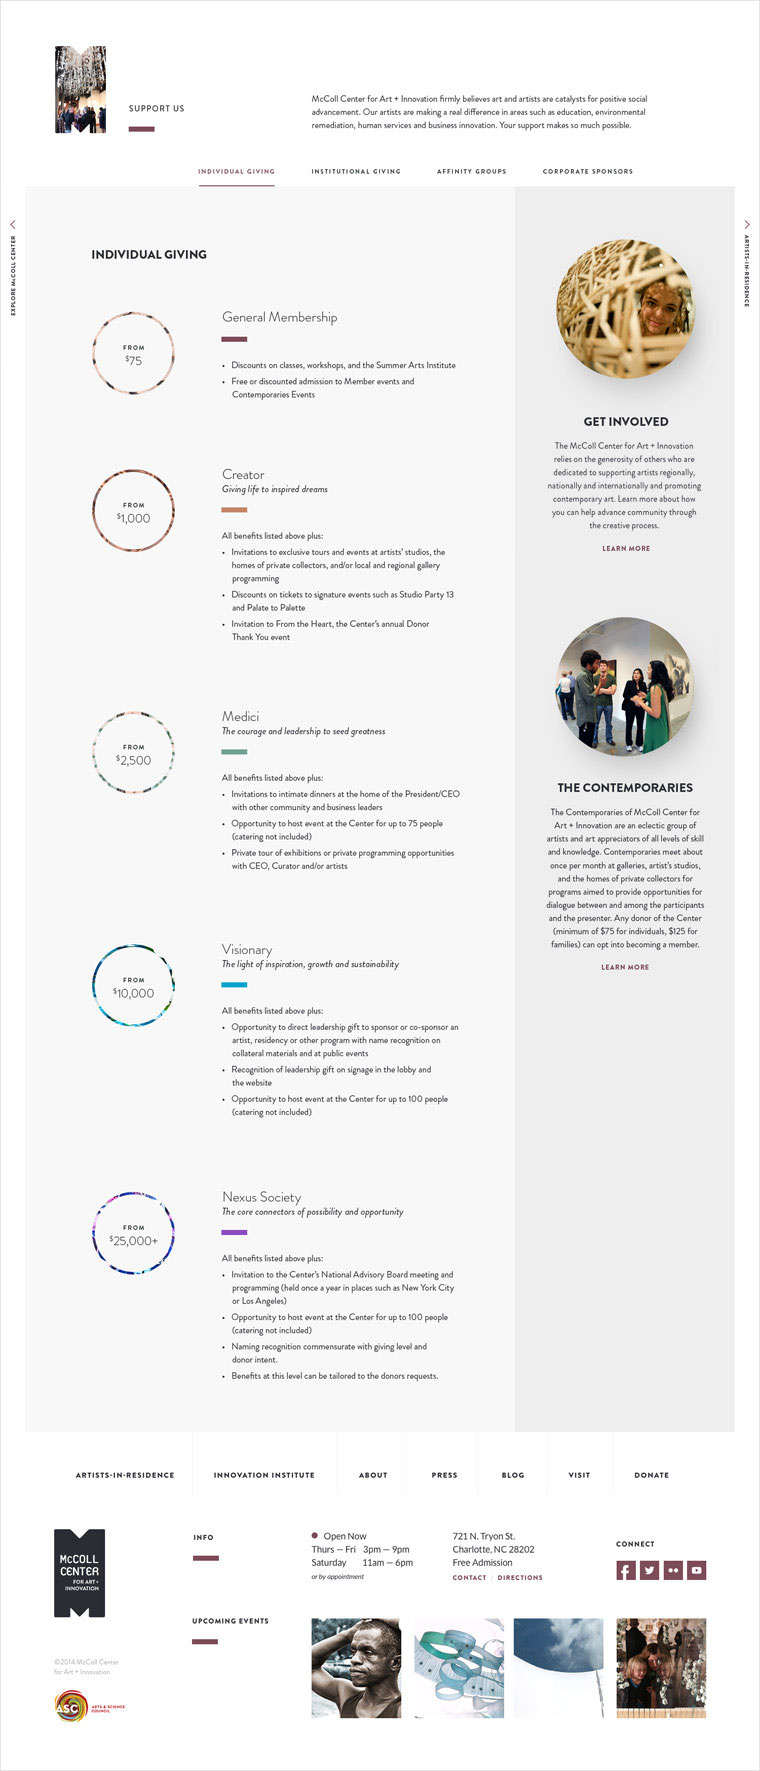 SUPPORT US
McColl Center for Art + Innovation firmly believes art and artists are catalysts for positive social
advancement. Our artists are making a real difference in areas such as education, environmental
remediation, human services and business innovation. Your support makes so much possible.
INDIVIDUAL GIVING
INSTITUTIONAL GIVING
AFFINITY GROUPS
CORPORATE SPONSORS
EXPLORE McCOLL CENTER
ARTISTS-IN-RESIDENCE
INDIVIDUAL GIVING
FROM
$75
General Membership
• Discounts on classes, workshops, and the Summer Arts Institute
• Free or discounted admission to Member events and
Contemporaries Events
FROM
$1,000
Creator
Giving life to inspired dreams
All benefits listed above plus:
• Invitations to exclusive tours and events at artists' studios, the
homes of private collectors, and/or local and regional gallery
programming
• Discounts on tickets to signature events such as Studio Party 13
and Palate to Palette
• Invitation to From the Heart, the Center's annual Donor
Thank You event
FROM
$2,500
Medici
The courage and leadership to seed greatness
All benefits listed above plus:
• Invitations to intimate dinners at the home of the President/CEO
with other community and business leaders
• Opportunity to host event at the Center for up to 75 people
(catering not included)
• Private tour of exhibitions or private programming opportunities
with CEO, Curator and/or artists
FROM
$10,000
Visionary
The light of inspiration, growth and sustainability
All benefits listed above plus:
• Opportunity to direct leadership gift to sponsor or co-sponsor an
artist, residency or other program with name recognition on
collateral materials and at public events
• Recognition of leadership gift on signage in the lobby and
the website
• Opportunity to host event at the Center for up to 100 people
(catering not included)
FROM
$25,000+
Nexus Society
The core connectors of possibility and opportunity
All benefits listed above plus:
• Invitation to the Center's National Advisory Board meeting and
programming (held once a year in places such as New York City
or Los Angeles)
• Opportunity to host event at the Center for up to 100 people
(catering not included)
• Naming recognition commensurate with giving level and
donor intent.
• Benefits at this level can be tailored to the donors requests.
GET INVOLVED
The McColl Center for Art + Innovation
relies on the generosity of others who are
dedicated to supporting artists regionally,
nationally and internationally and promoting
contemporary art. Learn more about how
you can help advance community through
the creative process.
LEARN MORE
THE CONTEMPORARIES
The Contemporaries of McColl Center for
Art + Innovation are an eclectic group of
artists and art appreciators of all levels of skill
and knowledge. Contemporaries meet about
once per month at galleries, artist's studios,
and the homes of private collectors for
programs aimed to provide opportunities for
dialogue between and among the participants
and the presenter. Any donor of the Center
(minimum of $75 for individuals, $125 for
families) can opt into becoming a member.
LEARN MORE
ARTISTS-IN-RESIDENCE
INNOVATION INSTITUTE
ABOUT
PRESS
BLOG
VISIT
DONATE
McCOLL
CENTER
FOR ART+
INNOVATION
INFO
Open Now
Thurs — Fri 3pm — 9pm
Saturday 11am — 6pm
or by appointment
721 N. Tryon St.
Charlotte, NC 28202
Free Admission
CONTACT / DIRECTIONS
CONNECT
UPCOMING EVENTS
©2014 McColl Center
for Art + Innovation
ASC
ARTS & SCIENCE
COUNCIL